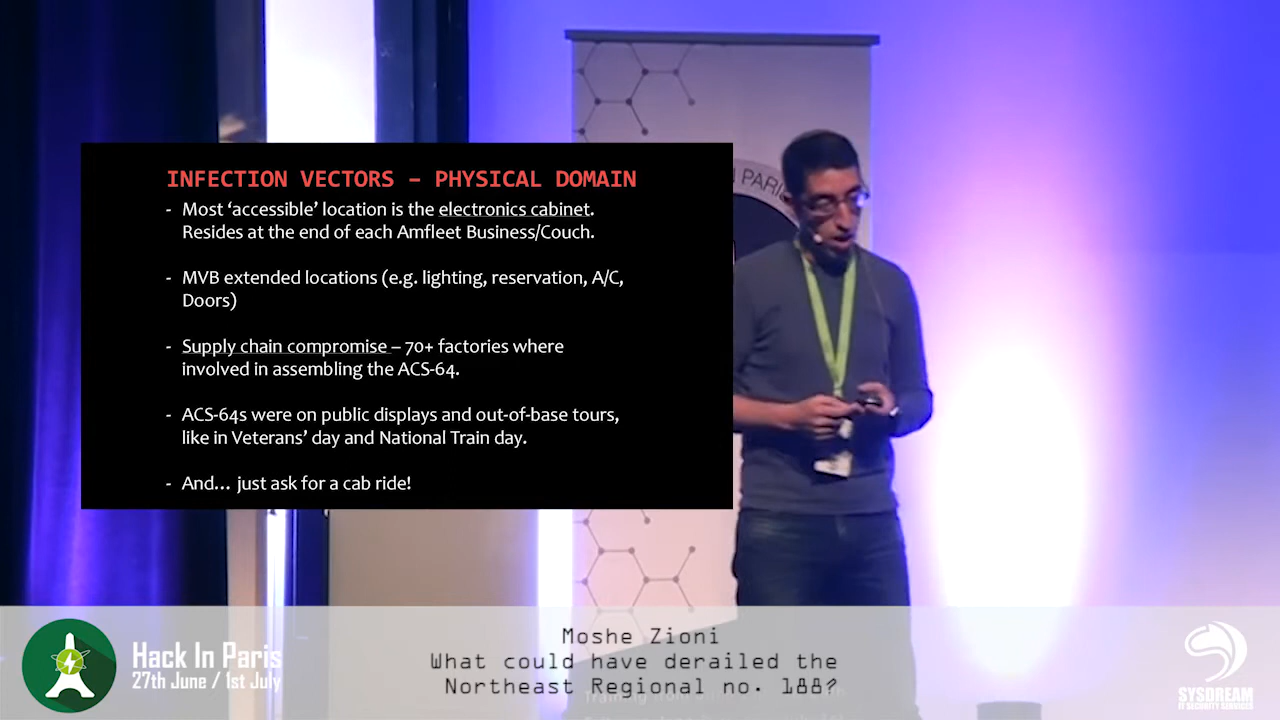 INFECTION VECTORS – PHYSICAL DOMAIN
- Most ‘accessible’ location is the electronics cabinet.
Resides at the end of each Amfleet Business/Couch.
- MVB extended locations (e.g. lighting, reservation, A/C,
Doors)
- Supply chain compromise – 70+ factories where
involved in assembling the ACS-64.
- ACS-64s were on public displays and out-of-base tours,
like in Veterans’ day and National Train day.
- And… just ask for a cab ride!
PARIS
Hack In Paris
27th June / 1st July
Moshe Zioni
What could have derailed the
Northeast Regional no. 188?
SYSDREAM
IT SECURITY SERVICES